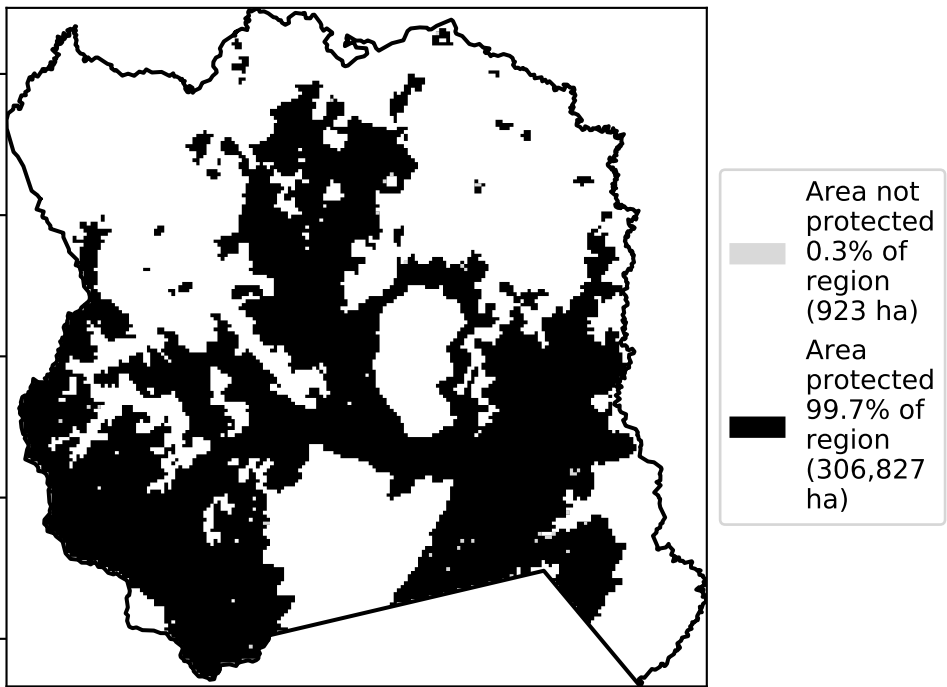 Area not
protected
0.3% of
region
(923 ha)
Area
protected
99.7% of
region
(306,827
ha)